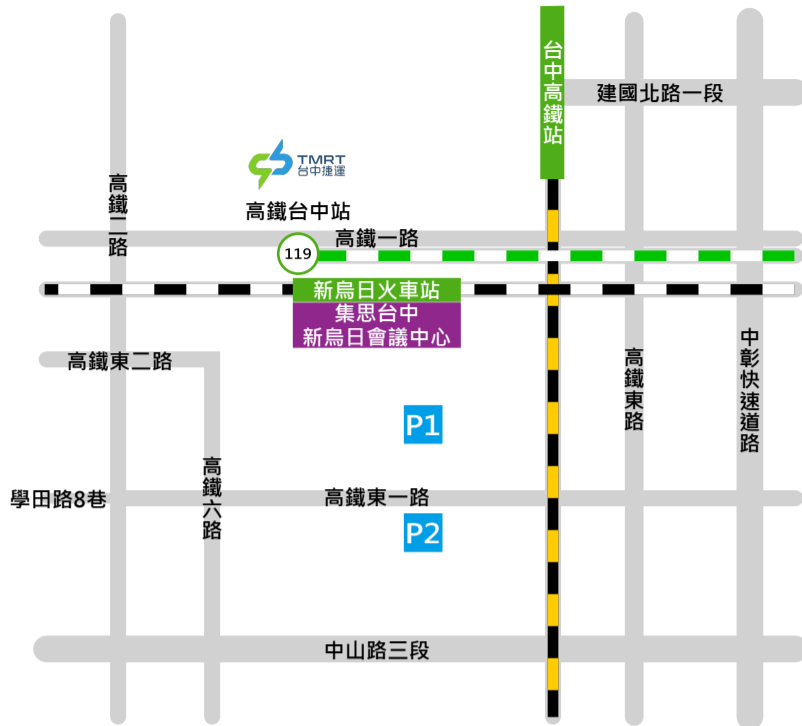 台中高鐵站
建國北路一段
TMRT
台中捷運
高鐵二路
高鐵台中站
高鐵一路
119
新烏日火車站
集思台中
新烏日會議中心
高鐵東二路
高鐵東路
中彰快速道路
P1
高鐵六路
學田路8巷
高鐵東一路
P2
中山路三段